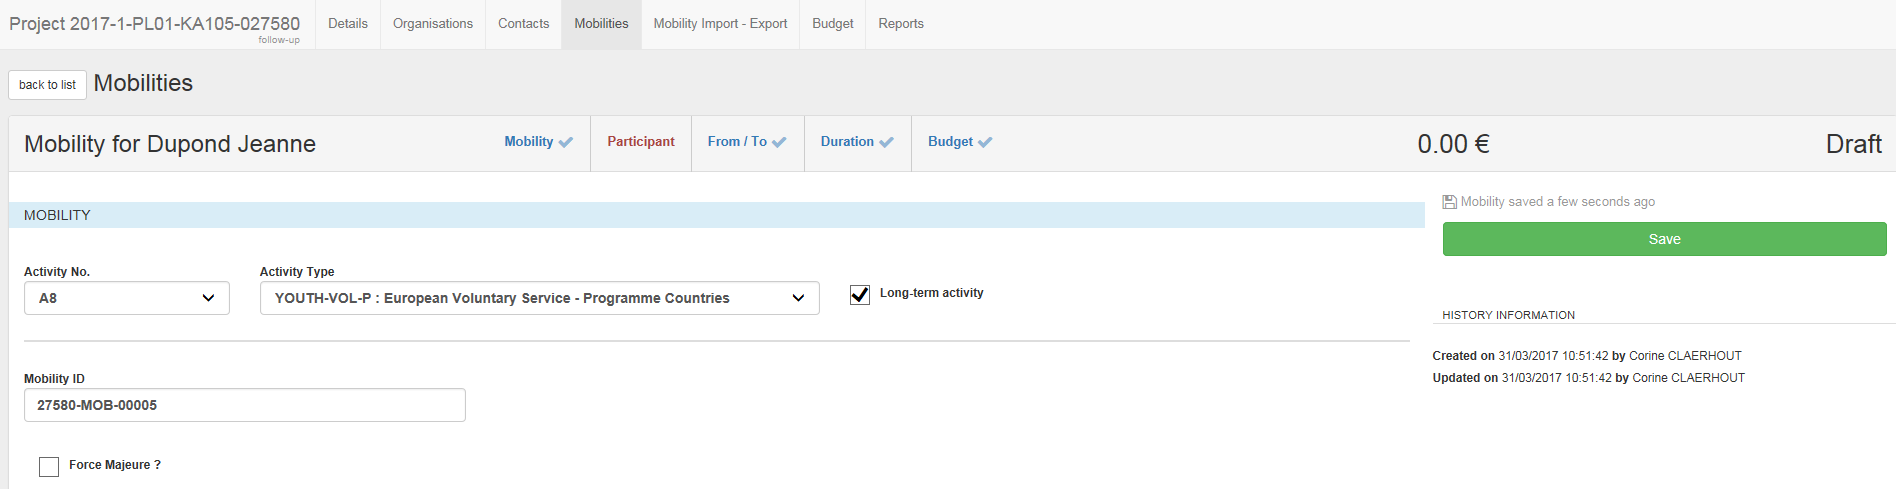 Project 2017-1-PL01-KA105-027580 Details Organisations Contacts Mobilities Mobility Import - Export Budget Reports
follow-up
back to list Mobilities
Mobility for Dupond Jeanne Mobility Participant From / To Duration Budget 0.00 € Draft
Mobility saved a few seconds ago
MOBILITY
Save
Activity No. Activity Type
A8 YOUTH-VOL-P : European Voluntary Service - Programme Countries Long-term activity
HISTORY INFORMATION
Created on 31/03/2017 10:51:42 by Corine CLAERHOUT
Updated on 31/03/2017 10:51:42 by Corine CLAERHOUT
Mobility ID
27580-MOB-00005
Force Majeure ?